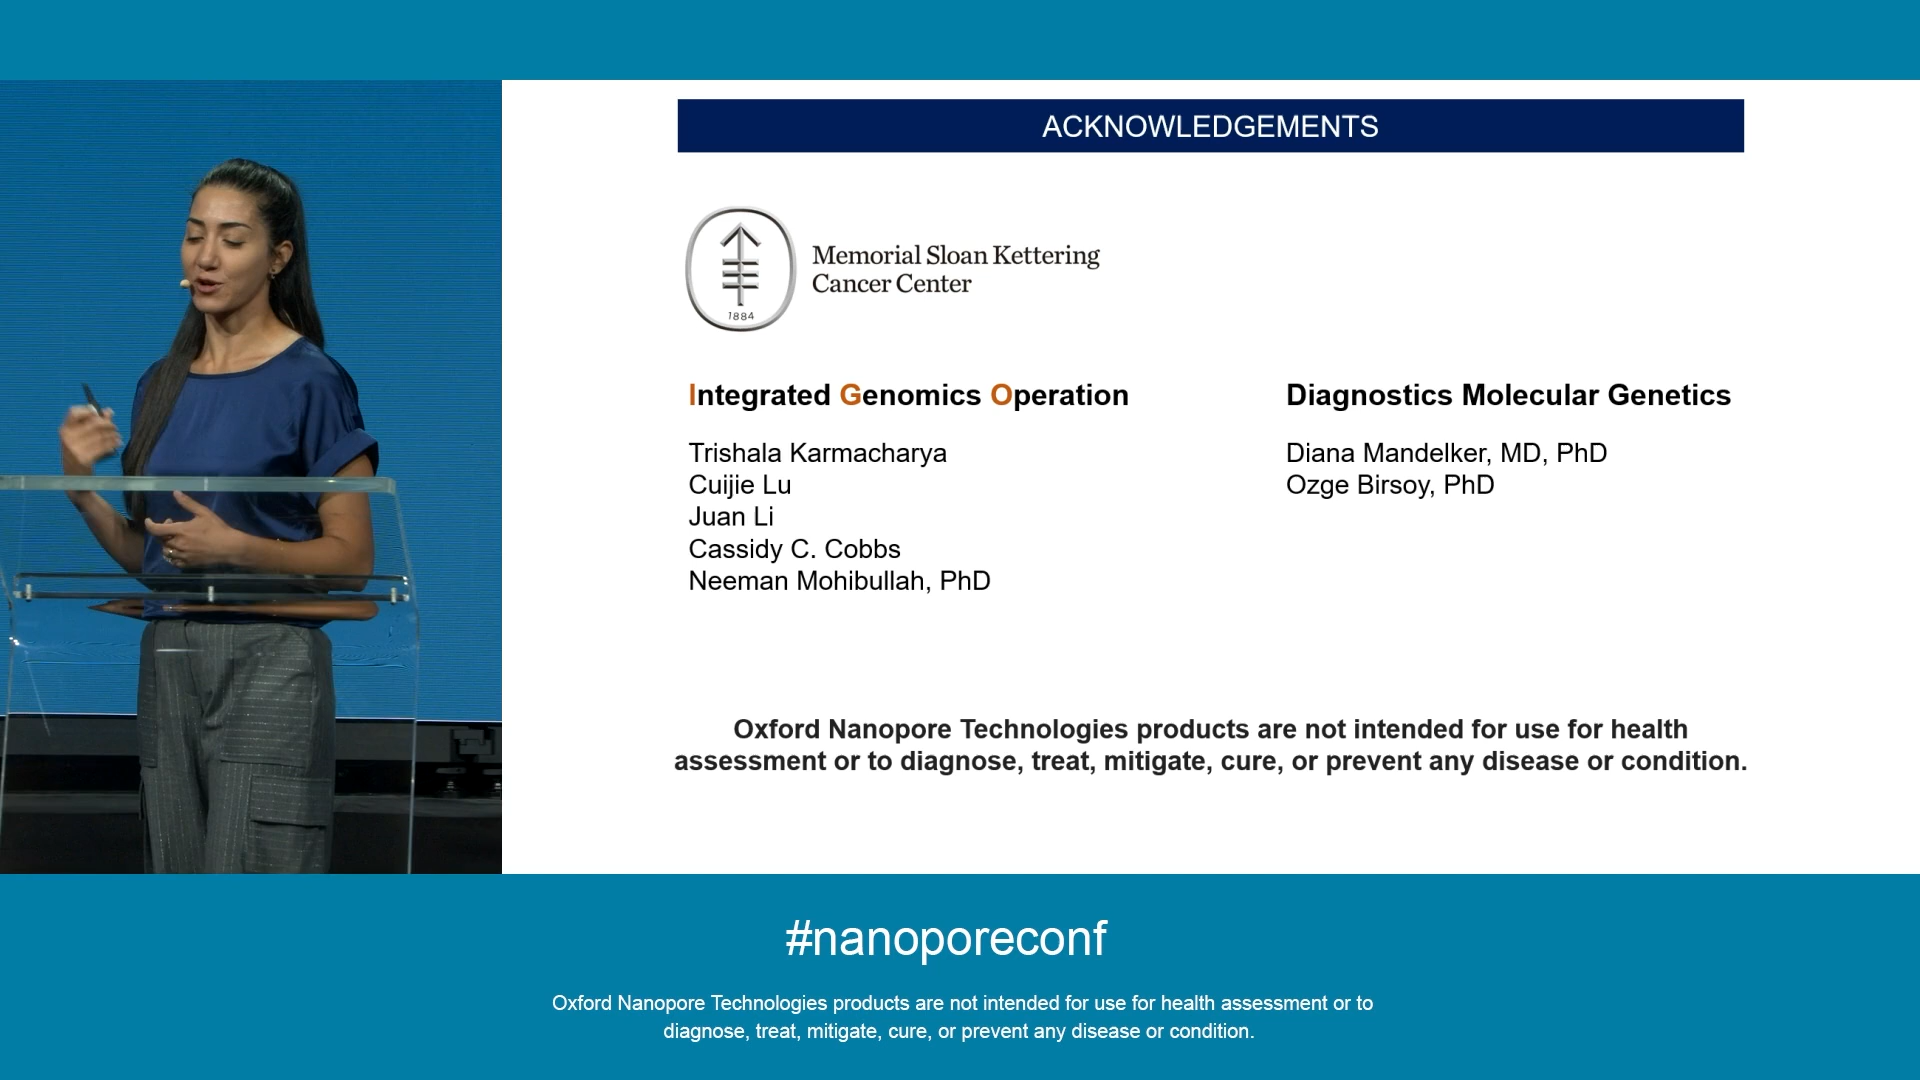 ACKNOWLEDGEMENTS
Memorial Sloan Kettering
Cancer Center
1884
Integrated Genomics Operation
Trishala Karmacharya
Cuijie Lu
Juan Li
Cassidy C. Cobbs
Neeman Mohibullah, PhD
Diagnostics Molecular Genetics
Diana Mandelker, MD, PhD
Ozge Birsoy, PhD
Oxford Nanopore Technologies products are not intended for use for health
assessment or to diagnose, treat, mitigate, cure, or prevent any disease or condition.
#nanoporeconf
Oxford Nanopore Technologies products are not intended for use for health assessment or to
diagnose, treat, mitigate, cure, or prevent any disease or condition.